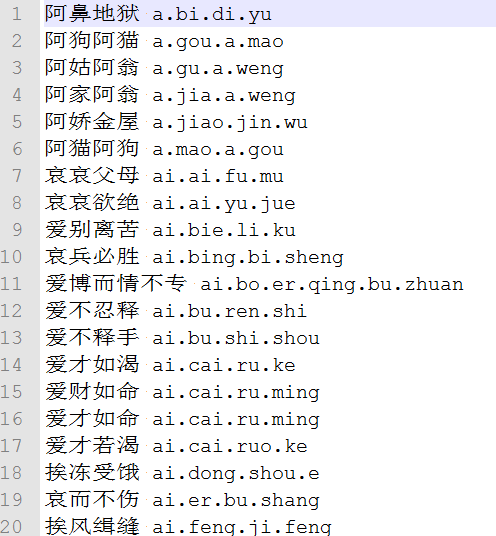 1 阿鼻地狱 a.bi.di.yu
2 阿狗阿猫 a.gou.a.mao
3 阿姑阿翁 a.gu.a.weng
4 阿家阿翁 a.jia.a.weng
5 阿娇金屋 a.jiao.jin.wu
6 阿猫阿狗 a.mao.a.gou
7 哀哀父母 ai.ai.fu.mu
8 哀哀欲绝 ai.ai.yu.jue
9 爱别离苦 ai.bie.li.ku
10 哀兵必胜 ai.bing.bi.sheng
11 爱博而情不专 ai.bo.er.qing.bu.zhuan
12 爱不忍释 ai.bu.ren.shi
13 爱不释手 ai.bu.shi.shou
14 爱才如渴 ai.cai.ru.ke
15 爱财如命 ai.cai.ru.ming
16 爱才如命 ai.cai.ru.ming
17 爱才若渴 ai.cai.ruo.ke
18 挨冻受饿 ai.dong.shou.e
19 哀而不伤 ai.er.bu.shang
20 挨风缉缝 ai.feng.ji.feng